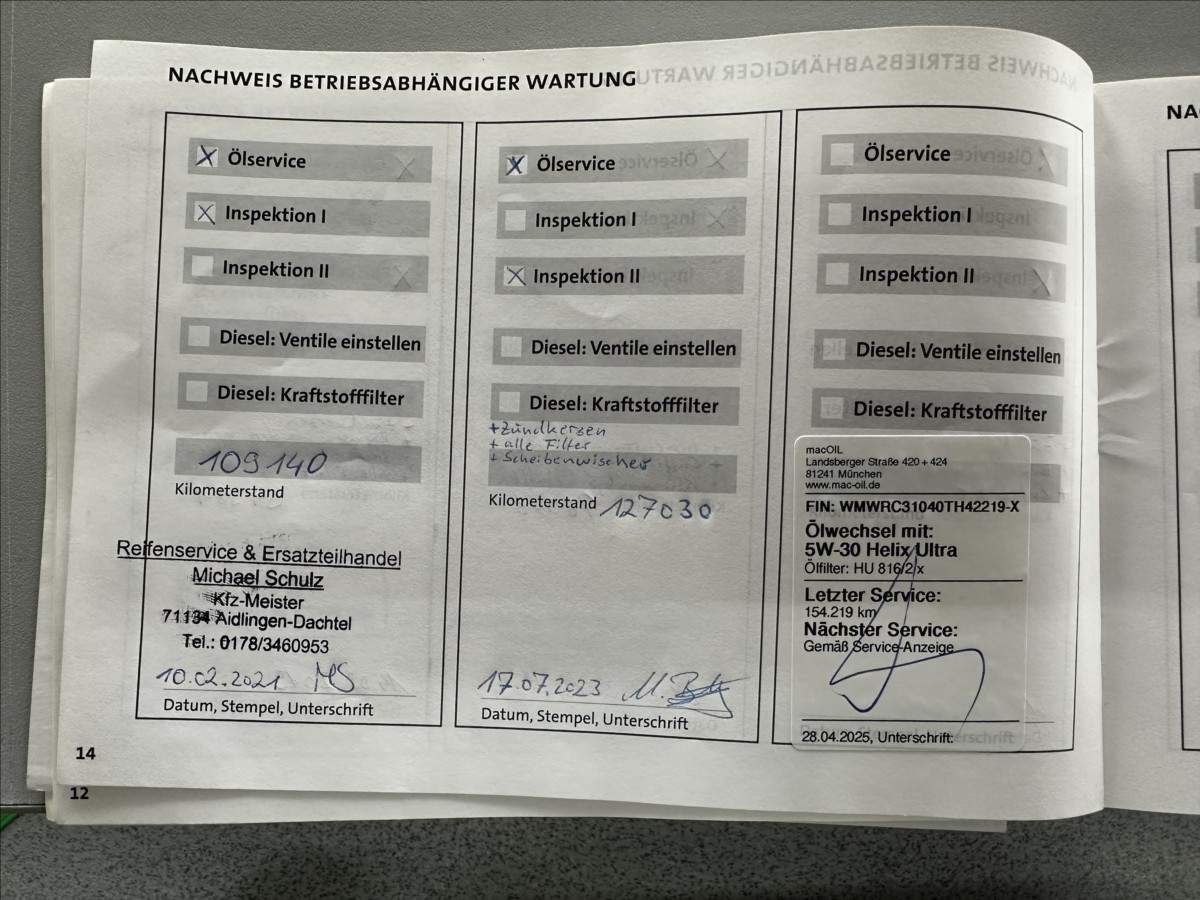 NACHWEIS BETRIEBSABHÄNGIGER WARTUNG
Ölservice
Inspektion I
Inspektion II
Diesel: Ventile einstellen
Diesel: Kraftstofffilter
109140
Kilometerstand
Reifenservice & Ersatzteilhandel
Michael Schulz
Kfz-Meister
71134 Aidlingen-Dachtel
Tel.: 0178/3460953
10.02.2021 MS
Datum, Stempel, Unterschrift
Ölservice
Inspektion I
Inspektion II
Diesel: Ventile einstellen
Diesel: Kraftstofffilter
+Zündkerzen
+ alle Filter
+ Scheibenwischer
Kilometerstand 127030
17.07.2023 M.
Datum, Stempel, Unterschrift
Ölservice
Inspektion I
Inspektion II
Diesel: Ventile einstellen
Diesel: Kraftstofffilter
macOIL
Landsberger Straße 420 + 424
81241 München
www.mac-oil.de
FIN: WMWRC31040TH42219-X
Ölwechsel mit:
5W-30 Helix Ultra
Ölfilter: HU 816/2 x
Letzter Service:
154.219 km
Nächster Service:
Gemäß Service-Anzeige
28.04.2025, Unterschrift:
14
12
NA